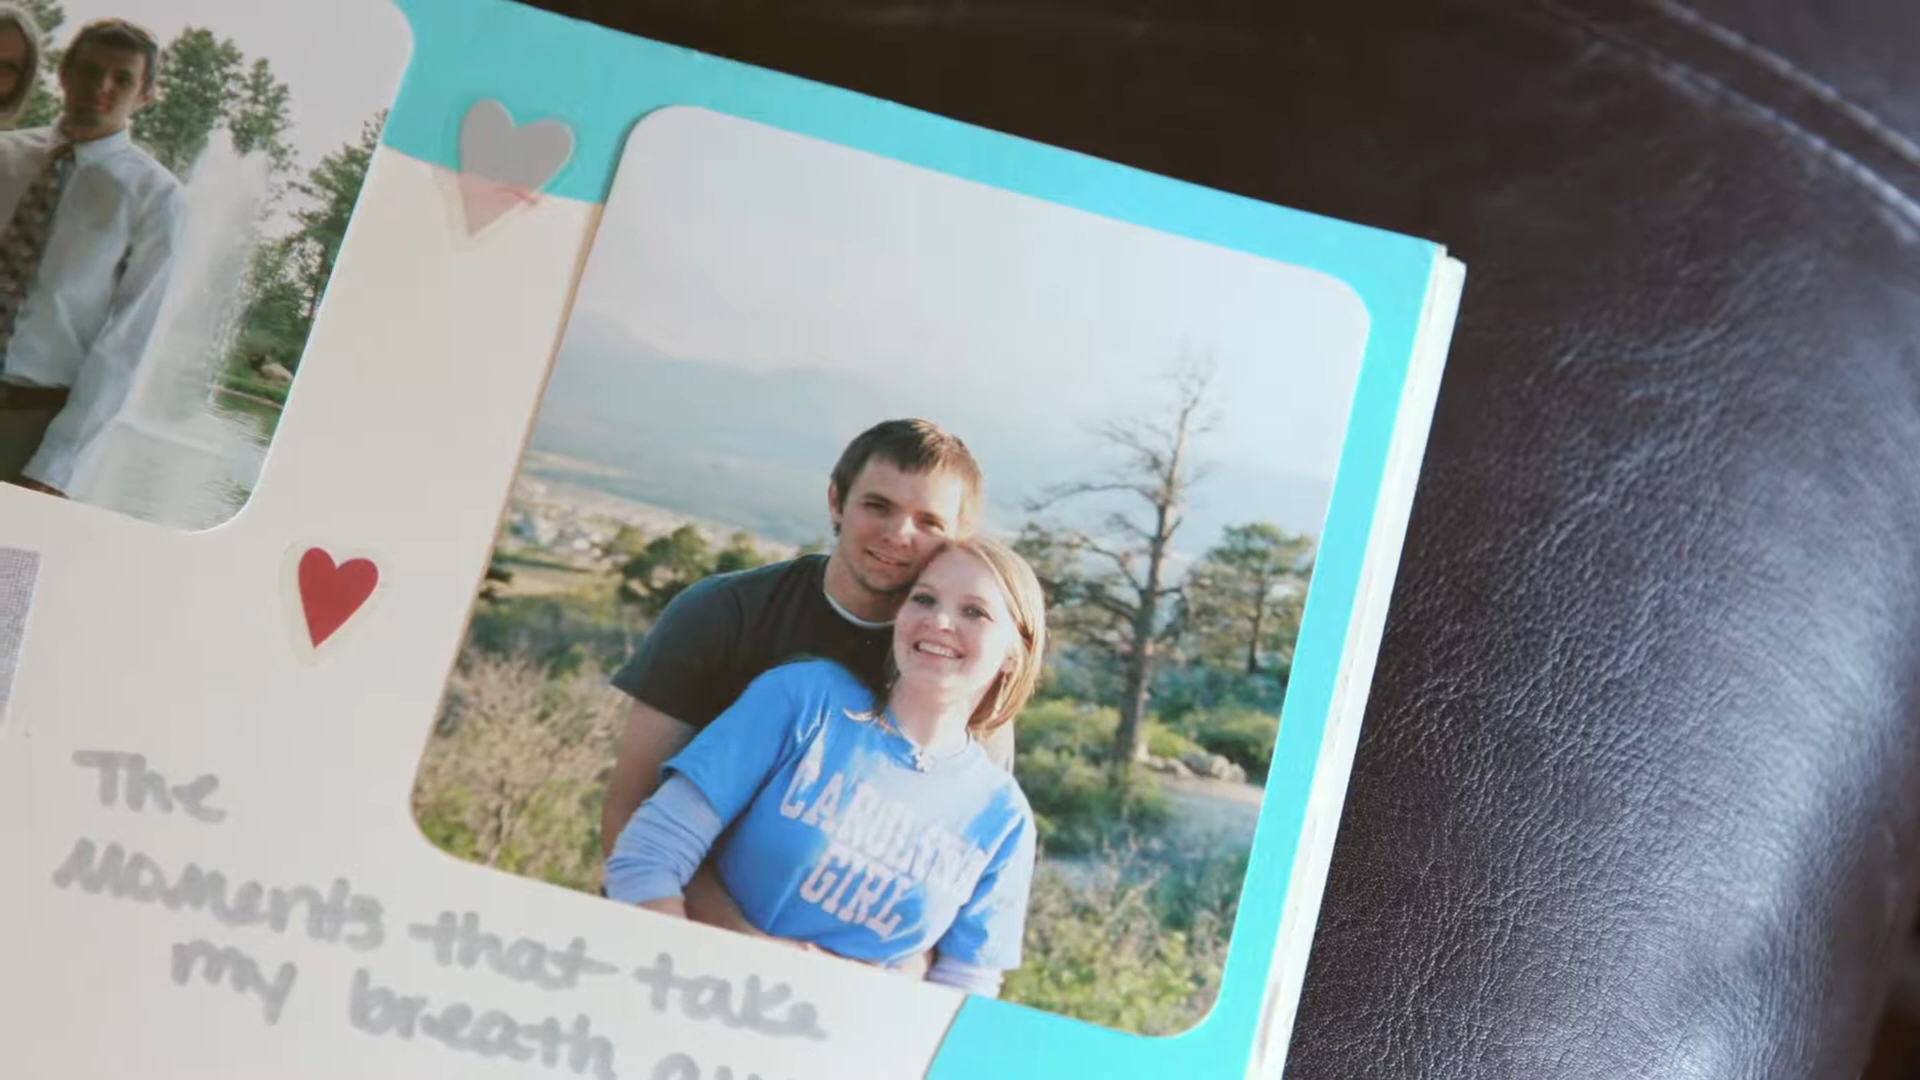 CAROLINA
GIRL
The
Moments that take
my breath